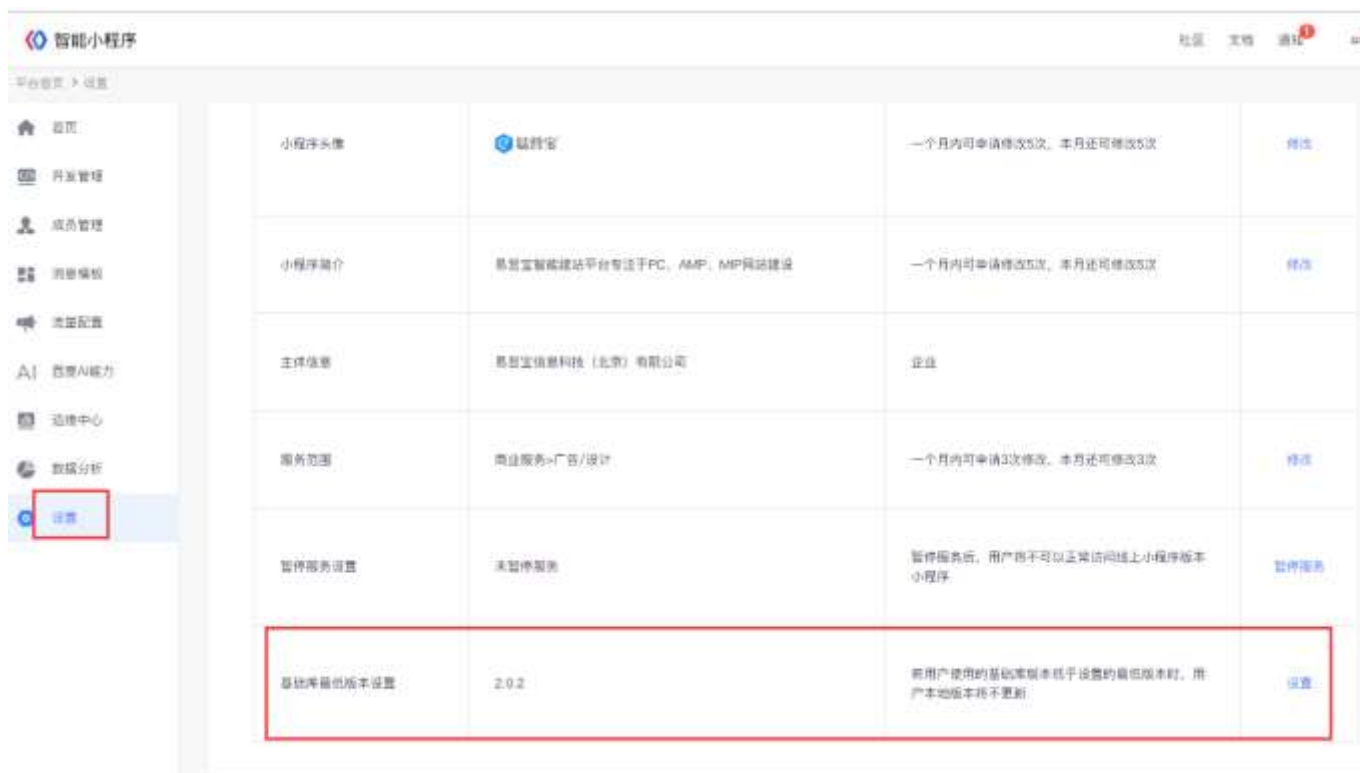 智能小程序
社区 文档 通知 1
平台首页 > 设置
首页
开发管理
成员管理
消息模板
流量配置
AI 百度AI能力
运维中心
数据分析
设置
小程序头像 易智宝 一个月内可申请修改5次,本月还可修改5次 修改
小程序简介 易智宝智能建站平台专注于PC、AMP、MIP网站建设 一个月内可申请修改5次,本月还可修改5次 修改
主体信息 易智宝信息科技(北京)有限公司 企业
服务范围 商业服务>广告/设计 一个月内可申请3次修改,本月还可修改3次 修改
暂停服务设置 未暂停服务 暂停服务后,用户将不可以正常访问线上小程序版本
小程序 暂停服务
基础库最低版本设置 2.0.2 若用户使用的基础库版本低于设置的最低版本时,用
户本地版本将不更新 设置